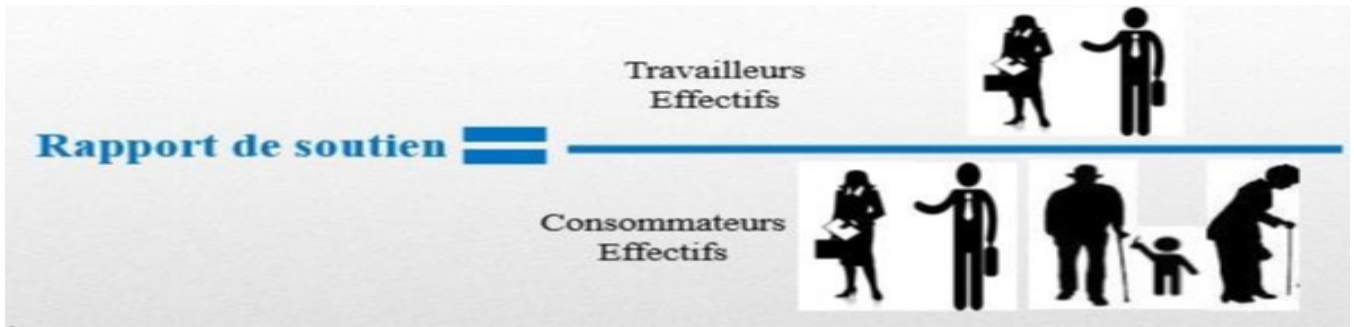 Travailleurs
Effectifs
Rapport de soutien =
Consommateurs
Effectifs